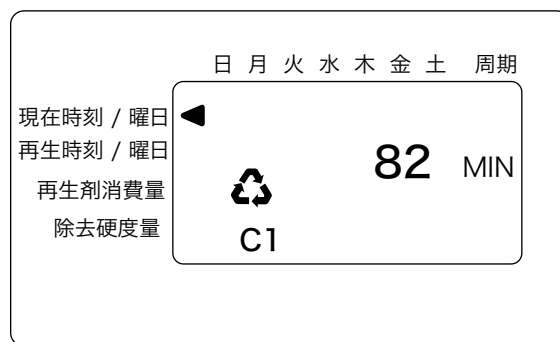 日 月 火 水 木 金 土 周期
現在時刻 / 曜日
再生時刻 / 曜日
82 MIN
再生剤消費量
除去硬度量
C1